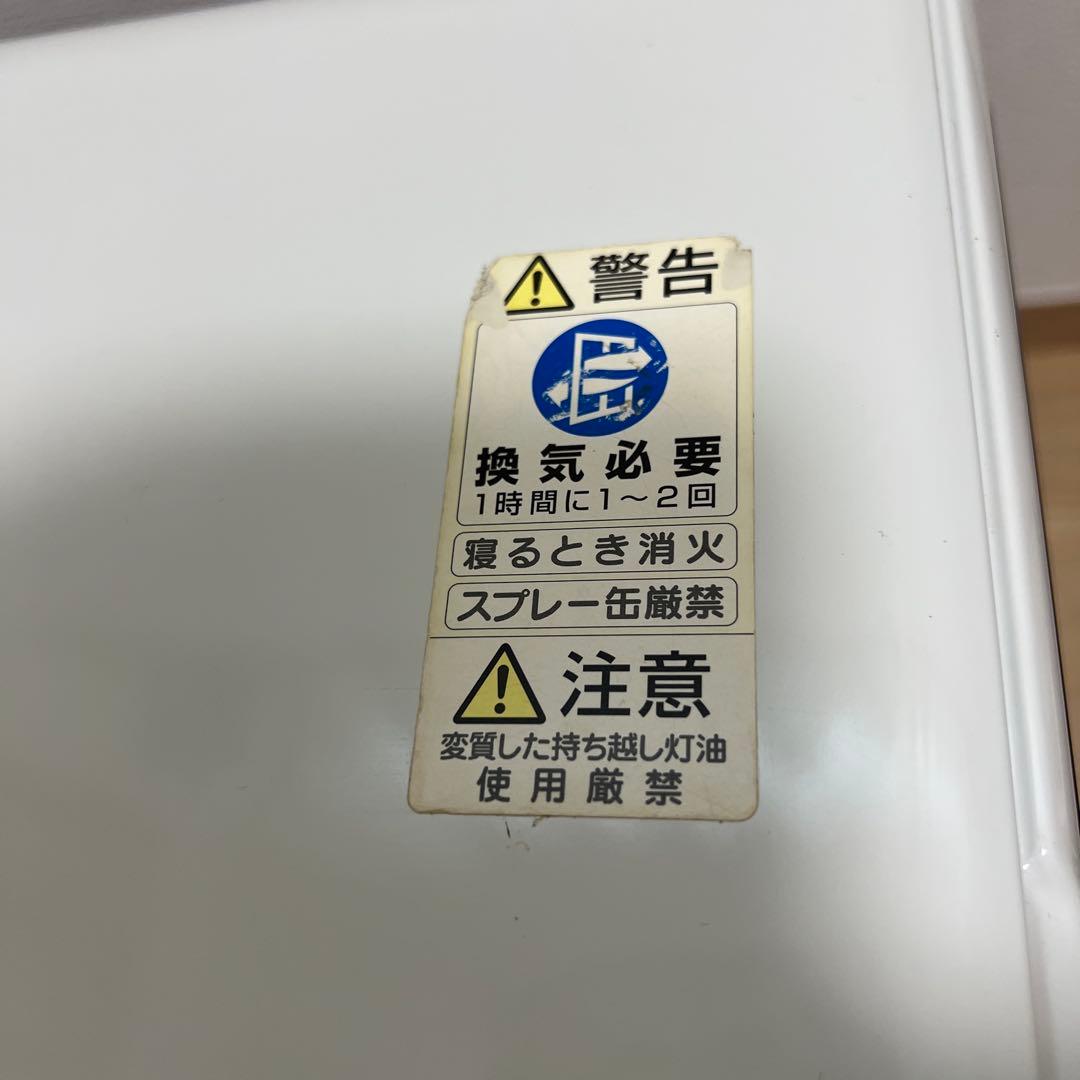 警告
換気必要
1時間に1～2回
寝るとき消火
スプレー缶厳禁
注意
変質した持ち越し灯油
使用厳禁